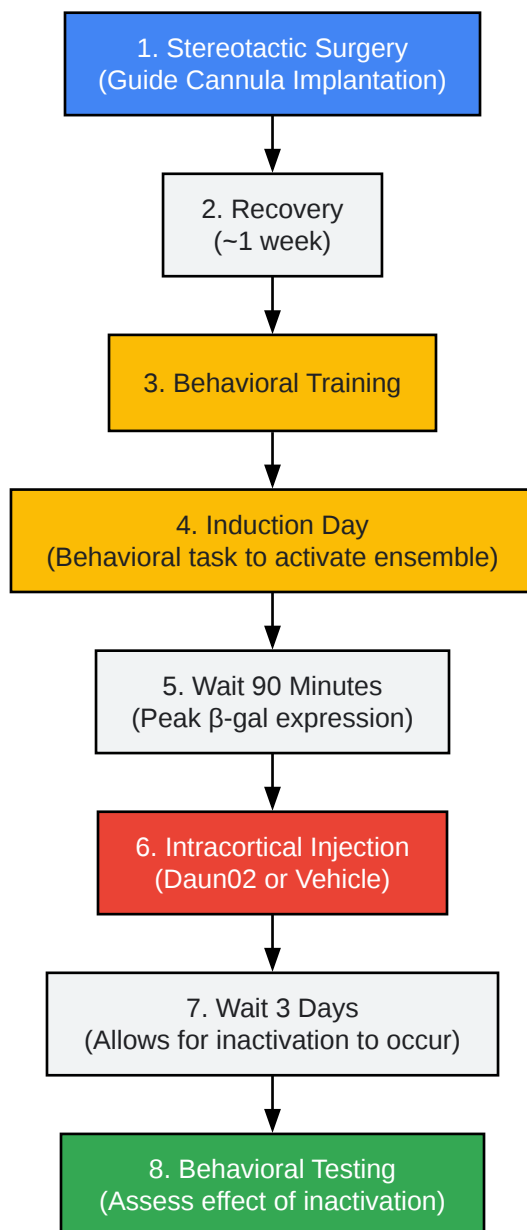 1. Stereotactic Surgery
(Guide Cannula Implantation)
2. Recovery
(~1 week)
3. Behavioral Training
4. Induction Day
(Behavioral task to activate ensemble)
5. Wait 90 Minutes
(Peak β-gal expression)
6. Intracortical Injection
(Daun02 or Vehicle)
7. Wait 3 Days
(Allows for inactivation to occur)
8. Behavioral Testing
(Assess effect of inactivation)